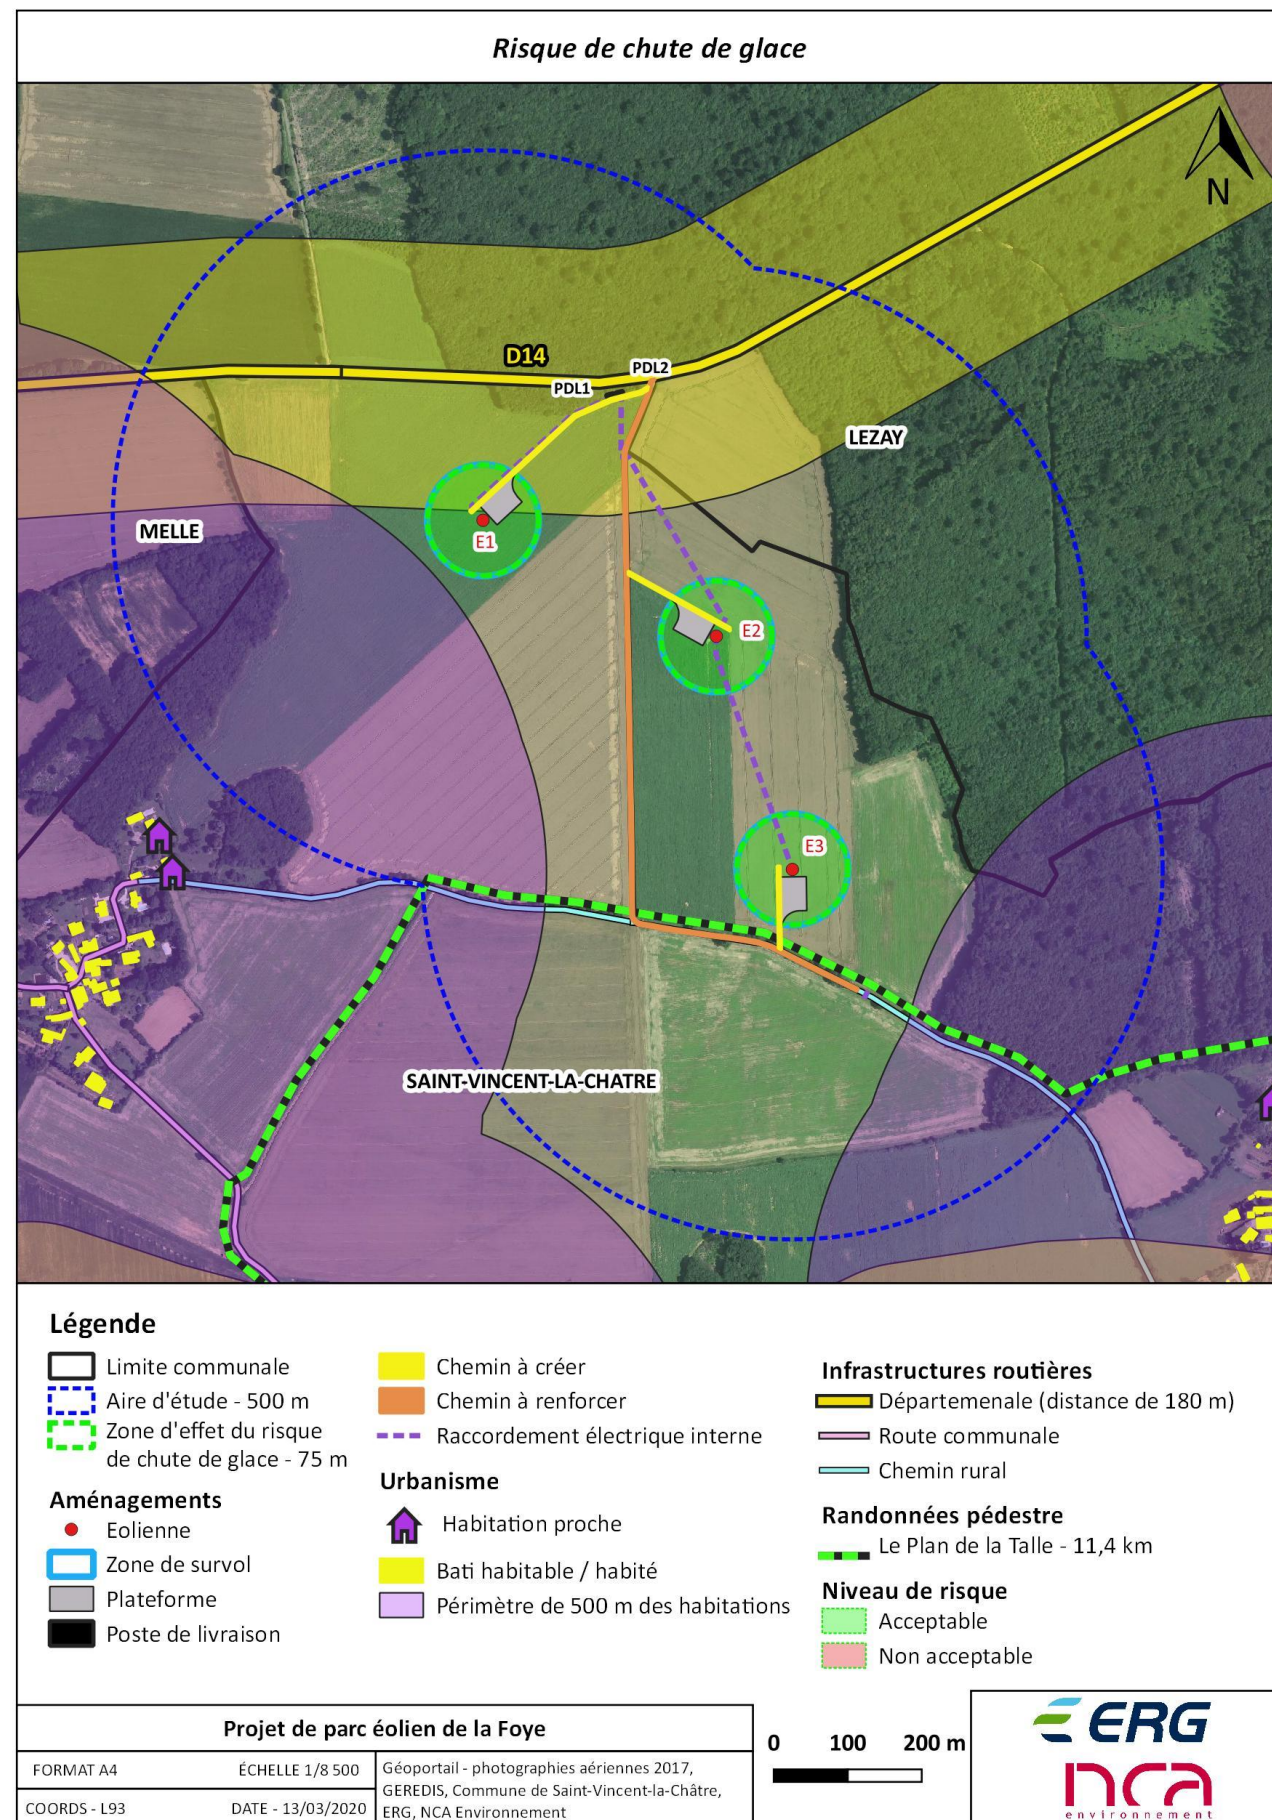 Risque de chute de glace
N
D14
PDL2
PDL1
LEZAY
MELLE
E1
E2
E3
SAINT-VINCENT-LA-CHATRE
Légende
Limite communale
Aire d'étude - 500 m
Zone d'effet du risque
de chute de glace - 75 m
Aménagements
Eolienne
Zone de survol
Plateforme
Poste de livraison
Chemin à créer
Chemin à renforcer
Raccordement électrique interne
Urbanisme
Habitation proche
Bati habitable / habité
Périmètre de 500 m des habitations
Infrastructures routières
Départemenale (distance de 180 m)
Route communale
Chemin rural
Randonnées pédestre
Le Plan de la Talle - 11,4 km
Niveau de risque
Acceptable
Non acceptable
Projet de parc éolien de la Foye
FORMAT A4
ÉCHELLE 1/8 500
COORDS - L93
DATE - 13/03/2020
Géoportail - photographies aériennes 2017,
GEREDIS, Commune de Saint-Vincent-la-Châtre,
ERG, NCA Environnement
0 100 200 m
ERG
nca
environnement